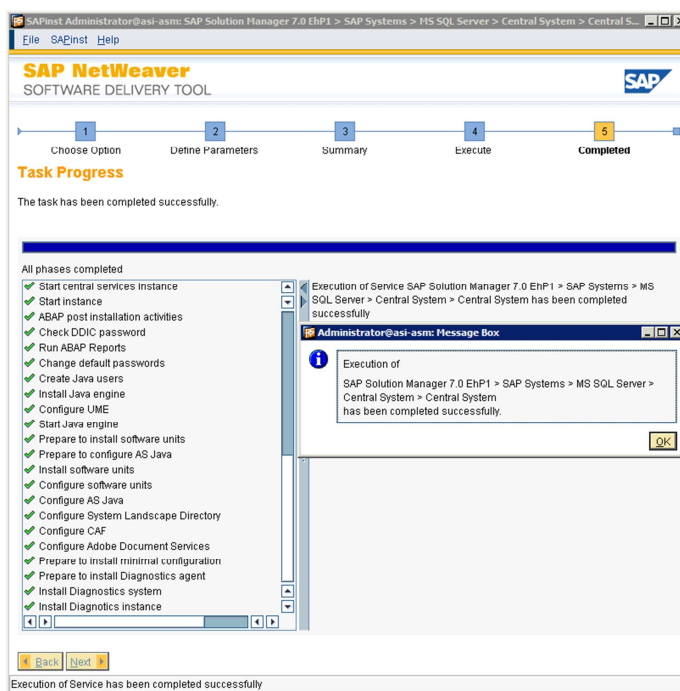 SAPinst Administrator@asi-asm: SAP Solution Manager 7.0 EhP1 > SAP Systems > MS SQL Server > Central System > Central S...
File SAPinst Help
SAP NetWeaver
SOFTWARE DELIVERY TOOL
SAP
1 2 3 4 5
Choose Option Define Parameters Summary Execute Completed
Task Progress
The task has been completed successfully.
All phases completed
Start central services instance
Start instance
ABAP post installation activities
Check DDIC password
Run ABAP Reports
Change default passwords
Create Java users
Install Java engine
Configure UME
Start Java engine
Prepare to install software units
Prepare to configure AS Java
Install software units
Configure software units
Configure AS Java
Configure System Landscape Directory
Configure CAF
Configure Adobe Document Services
Prepare to install minimal configuration
Prepare to install Diagnostics agent
Install Diagnostics system
Install Diagnotics instance
Execution of Service SAP Solution Manager 7.0 EhP1 > SAP Systems > MS
SQL Server > Central System > Central System has been completed
successfully
Administrator@asi-asm: Message Box
Execution of
SAP Solution Manager 7.0 EhP1 > SAP Systems > MS SQL Server >
Central System > Central System
has been completed successfully.
OK
Back Next
Execution of Service has been completed successfully